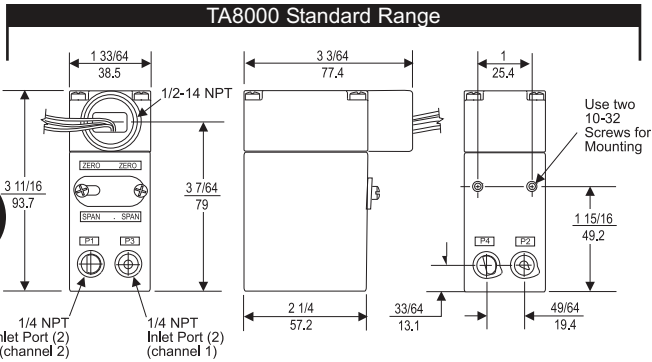 TA8000 Standard Range
1 33/64
38.5
3 3/64
77.4
1
25.4
1/2-14 NPT
Use two
10-32
Screws for
Mounting
3 11/16
93.7
ZERO ZERO
3 7/64
79
SPAN . SPAN
1 15/16
49.2
P1 P3
P4 P2
1/4 NPT
Inlet Port (2)
(channel 2)
1/4 NPT
Inlet Port (2)
(channel 1)
2 1/4
57.2
33/64
13.1
49/64
19.4